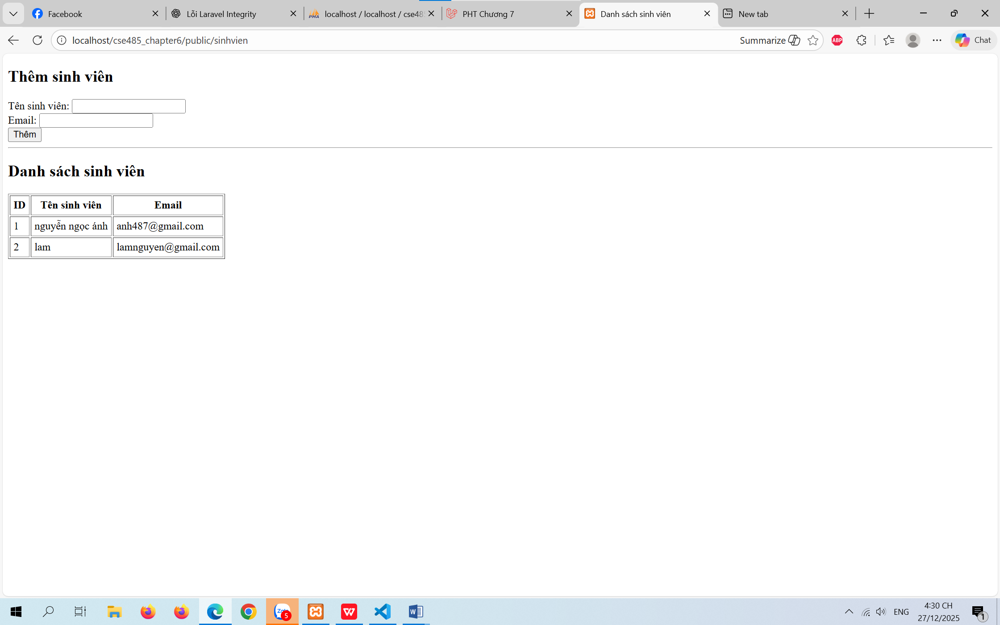 Facebook
Lỗi Laravel Integrity
localhost / localhost / cse48
PHT Chương 7
Danh sách sinh viên
New tab
localhost/cse485_chapter6/public/sinhvien
Summarize
ABP
Chat
Thêm sinh viên
Tên sinh viên:
Email:
Thêm
Danh sách sinh viên
ID Tên sinh viên Email
1 nguyễn ngọc ánh anh487@gmail.com
2 lam lamnguyen@gmail.com
5
ENG
4:30 CH
27/12/2025
1